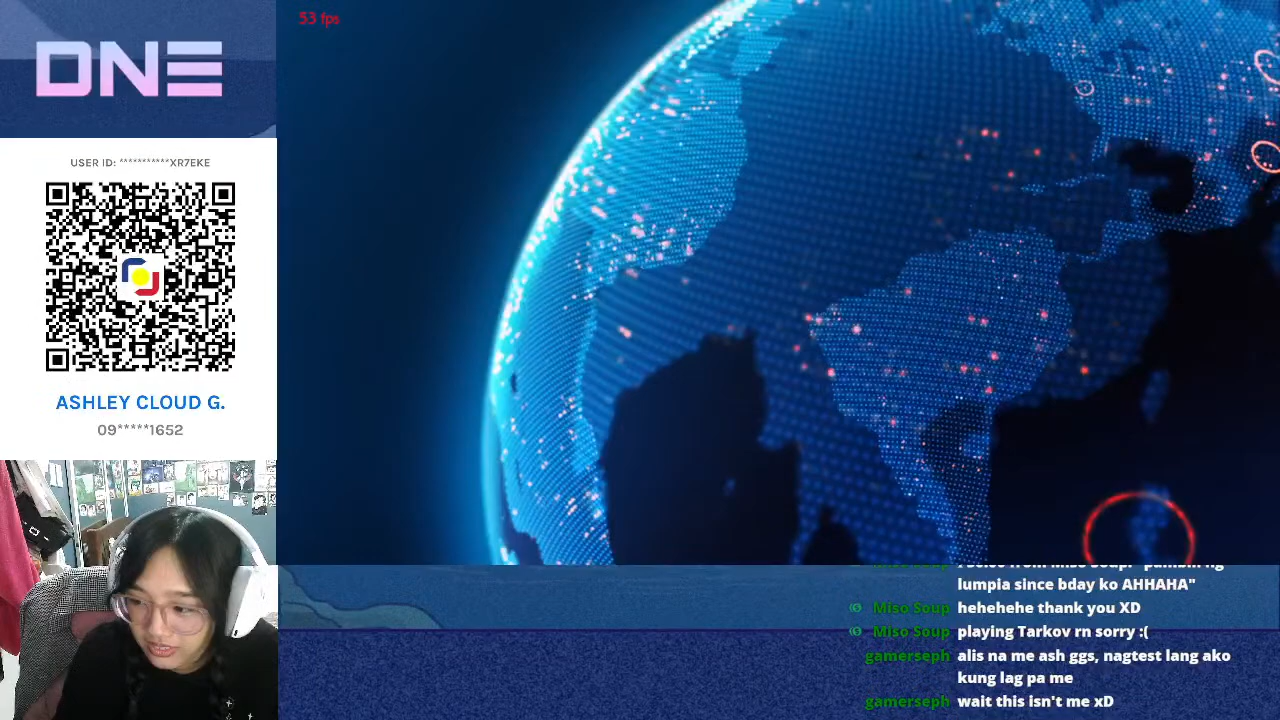 53 fps
DNE
USER ID: ***********XR7EKE
ASHLEY CLOUD G.
09*****1652
lumpia since bday ko AHHAHA"
Miso Soup hehehehe thank you XD
Miso Soup playing Tarkov rn sorry :(
gamerseph alis na me ash ggs, nagtest lang ako
kung lag pa me
gamerseph wait this isn't me xD